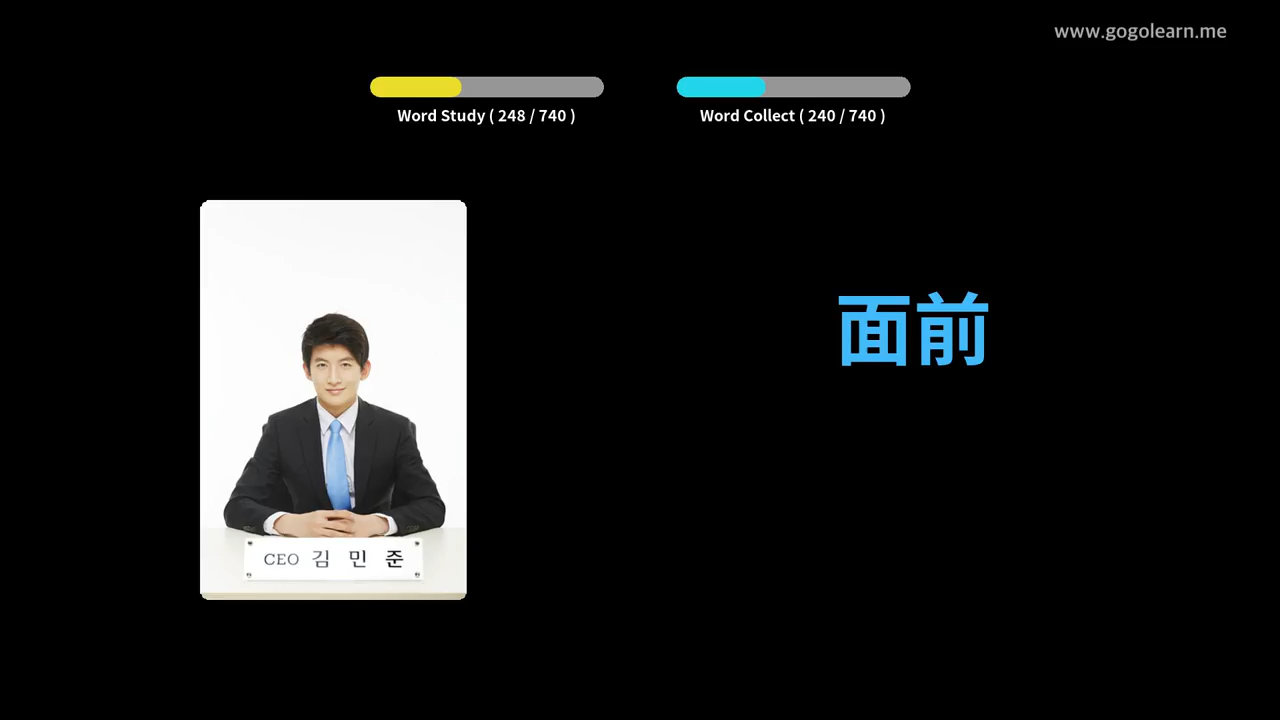 www.gogolearn.me
Word Study ( 248 / 740 )
Word Collect ( 240 / 740 )
面前
CEO 김 민 준